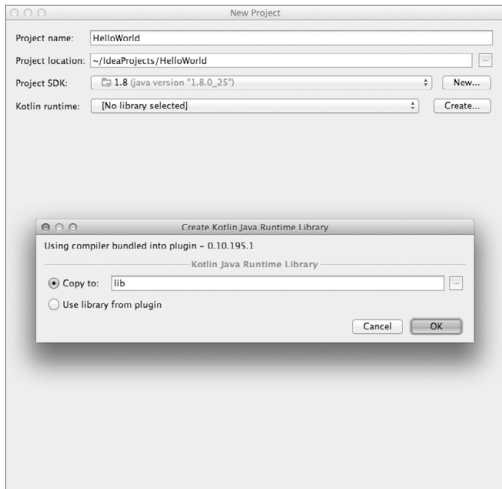 New Project
Project name: HelloWorld
Project location: ~/IdeaProjects/HelloWorld ...
Project SDK: 1.8 (java version "1.8.0_25") New...
Kotlin runtime: [No library selected] Create...
Create Kotlin Java Runtime Library
Using compiler bundled into plugin – 0.10.195.1
Kotlin Java Runtime Library
Copy to: lib ...
Use library from plugin
Cancel OK